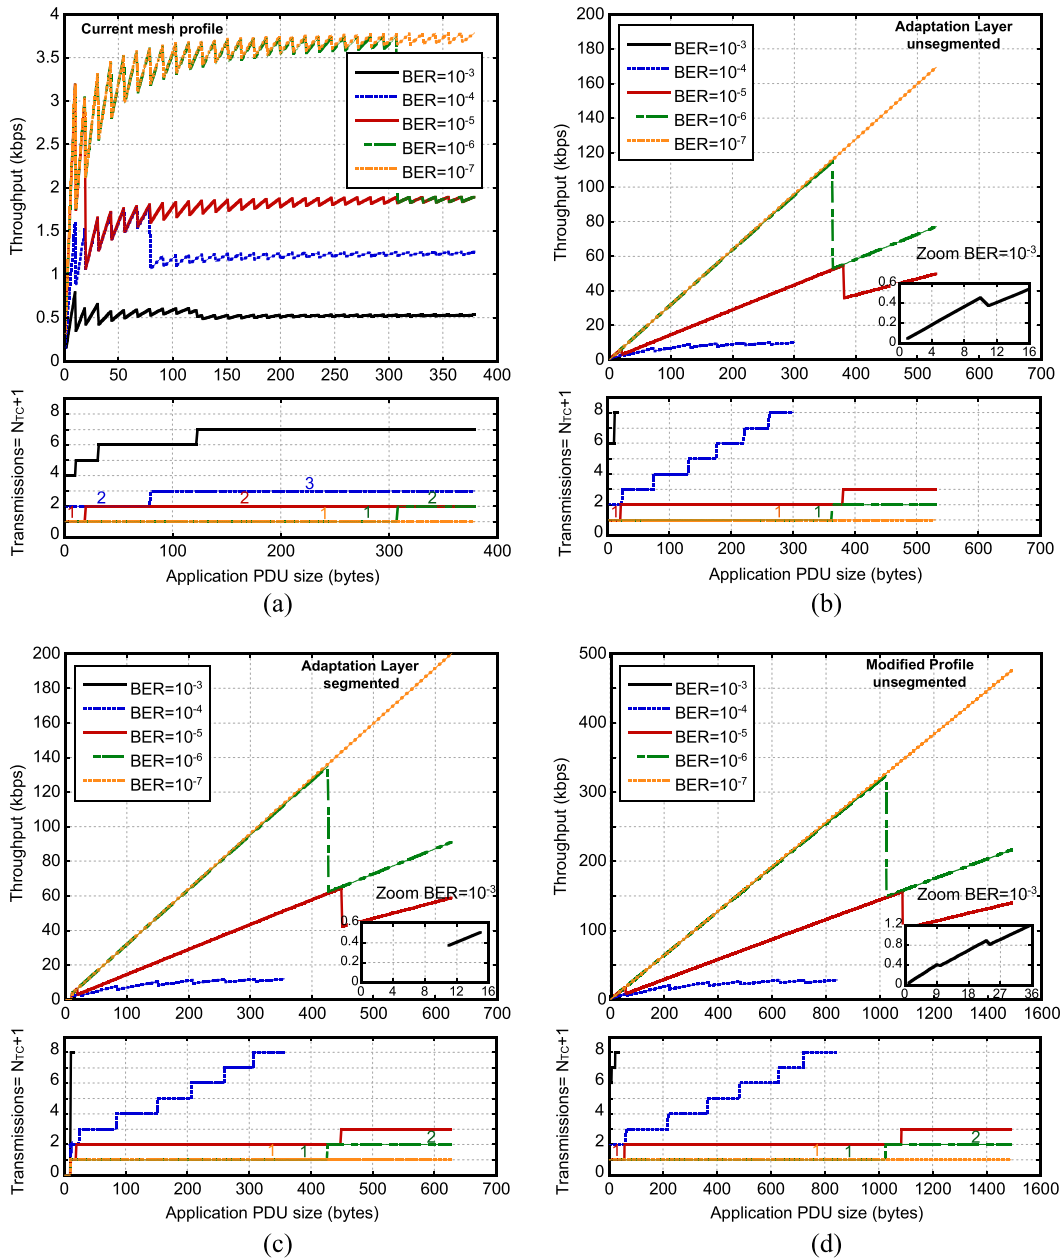 Current mesh profile
Throughput (kbps)
4
3.5
3
2.5
2
1.5
1
0.5
0
BER=10-3
BER=10-4
BER=10-5
BER=10-6
BER=10-7
0 50 100 150 200 250 300 350 400
Transmissions= NTC+1
8
6
4
2
0
1 2 3 2 2 1 1
0 100 200 300 400
Application PDU size (bytes)
(a)
Adaptation Layer
unsegmented
Throughput (kbps)
200
180
160
140
120
100
80
60
40
20
0
BER=10-3
BER=10-4
BER=10-5
BER=10-6
BER=10-7
Zoom BER=10-3
0.6
0.4
0
0 4 8 12 16
0 100 200 300 400 500 600 700
Transmissions= NTC+1
8
6
4
2
0
1 1 1
0 100 200 300 400 500 600 700
Application PDU size (bytes)
(b)
Adaptation Layer
segmented
Throughput (kbps)
200
180
160
140
120
100
80
60
40
20
0
BER=10-3
BER=10-4
BER=10-5
BER=10-6
BER=10-7
Zoom BER=10-3
0.6
0.4
0
0 4 8 12 16
0 100 200 300 400 500 600 700
Transmissions= NTC+1
8
6
4
2
0
1 1 2
0 100 200 300 400 500 600 700
Application PDU size (bytes)
(c)
Modified Profile
unsegmented
Throughput (kbps)
500
400
350
300
250
200
150
100
50
0
BER=10-3
BER=10-4
BER=10-5
BER=10-6
BER=10-7
Zoom BER=10-3
1.2
0.8
0.4
0
0 9 18 27 36
0 200 400 600 800 1000 1200 1400 1600
Transmissions= NTC+1
8
6
4
2
0
1 1 1 2
0 200 400 600 800 1000 1200 1400 1600
Application PDU size (bytes)
(d)